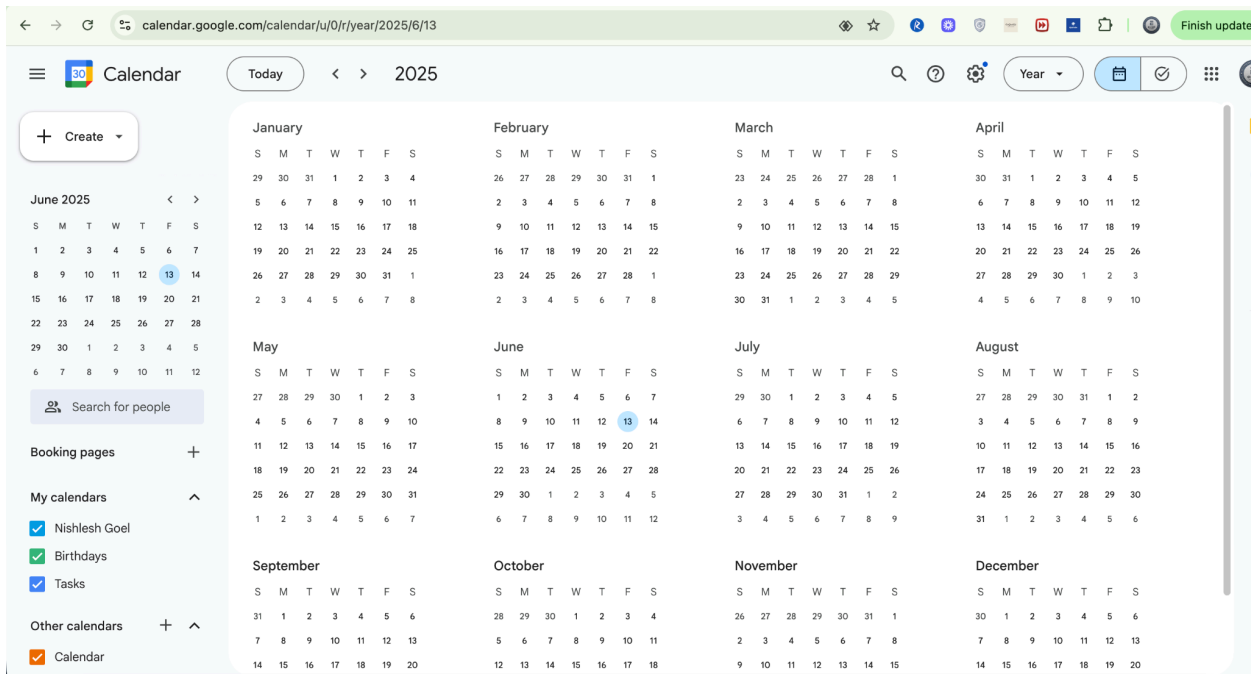 calendar.google.com/calendar/u/0/r/year/2025/6/13
Finish update
30 Calendar Today 2025 Year
Create
June 2025
S M T W T F S
1 2 3 4 5 6 7
8 9 10 11 12 13 14
15 16 17 18 19 20 21
22 23 24 25 26 27 28
29 30 1 2 3 4 5
6 7 8 9 10 11 12
Search for people
Booking pages
My calendars
Nishlesh Goel
Birthdays
Tasks
Other calendars
Calendar
January February March April
S M T W T F S S M T W T F S S M T W T F S S M T W T F S
29 30 31 1 2 3 4 26 27 28 29 30 31 1 23 24 25 26 27 28 1 30 31 1 2 3 4 5
5 6 7 8 9 10 11 2 3 4 5 6 7 8 2 3 4 5 6 7 8 6 7 8 9 10 11 12
12 13 14 15 16 17 18 9 10 11 12 13 14 15 9 10 11 12 13 14 15 13 14 15 16 17 18 19
19 20 21 22 23 24 25 16 17 18 19 20 21 22 16 17 18 19 20 21 22 20 21 22 23 24 25 26
26 27 28 29 30 31 1 23 24 25 26 27 28 1 23 24 25 26 27 28 29 27 28 29 30 1 2 3
2 3 4 5 6 7 8 2 3 4 5 6 7 8 30 31 1 2 3 4 5 4 5 6 7 8 9 10
May June July August
S M T W T F S S M T W T F S S M T W T F S S M T W T F S
27 28 29 30 1 2 3 1 2 3 4 5 6 7 29 30 1 2 3 4 5 27 28 29 30 31 1 2
4 5 6 7 8 9 10 8 9 10 11 12 13 14 6 7 8 9 10 11 12 3 4 5 6 7 8 9
11 12 13 14 15 16 17 15 16 17 18 19 20 21 13 14 15 16 17 18 19 10 11 12 13 14 15 16
18 19 20 21 22 23 24 22 23 24 25 26 27 28 20 21 22 23 24 25 26 17 18 19 20 21 22 23
25 26 27 28 29 30 31 29 30 1 2 3 4 5 27 28 29 30 31 1 2 24 25 26 27 28 29 30
1 2 3 4 5 6 7 6 7 8 9 10 11 12 3 4 5 6 7 8 9 31 1 2 3 4 5 6
September October November December
S M T W T F S S M T W T F S S M T W T F S S M T W T F S
31 1 2 3 4 5 6 28 29 30 1 2 3 4 26 27 28 29 30 31 1 30 1 2 3 4 5 6
7 8 9 10 11 12 13 5 6 7 8 9 10 11 2 3 4 5 6 7 8 7 8 9 10 11 12 13
14 15 16 17 18 19 20 12 13 14 15 16 17 18 9 10 11 12 13 14 15 14 15 16 17 18 19 20